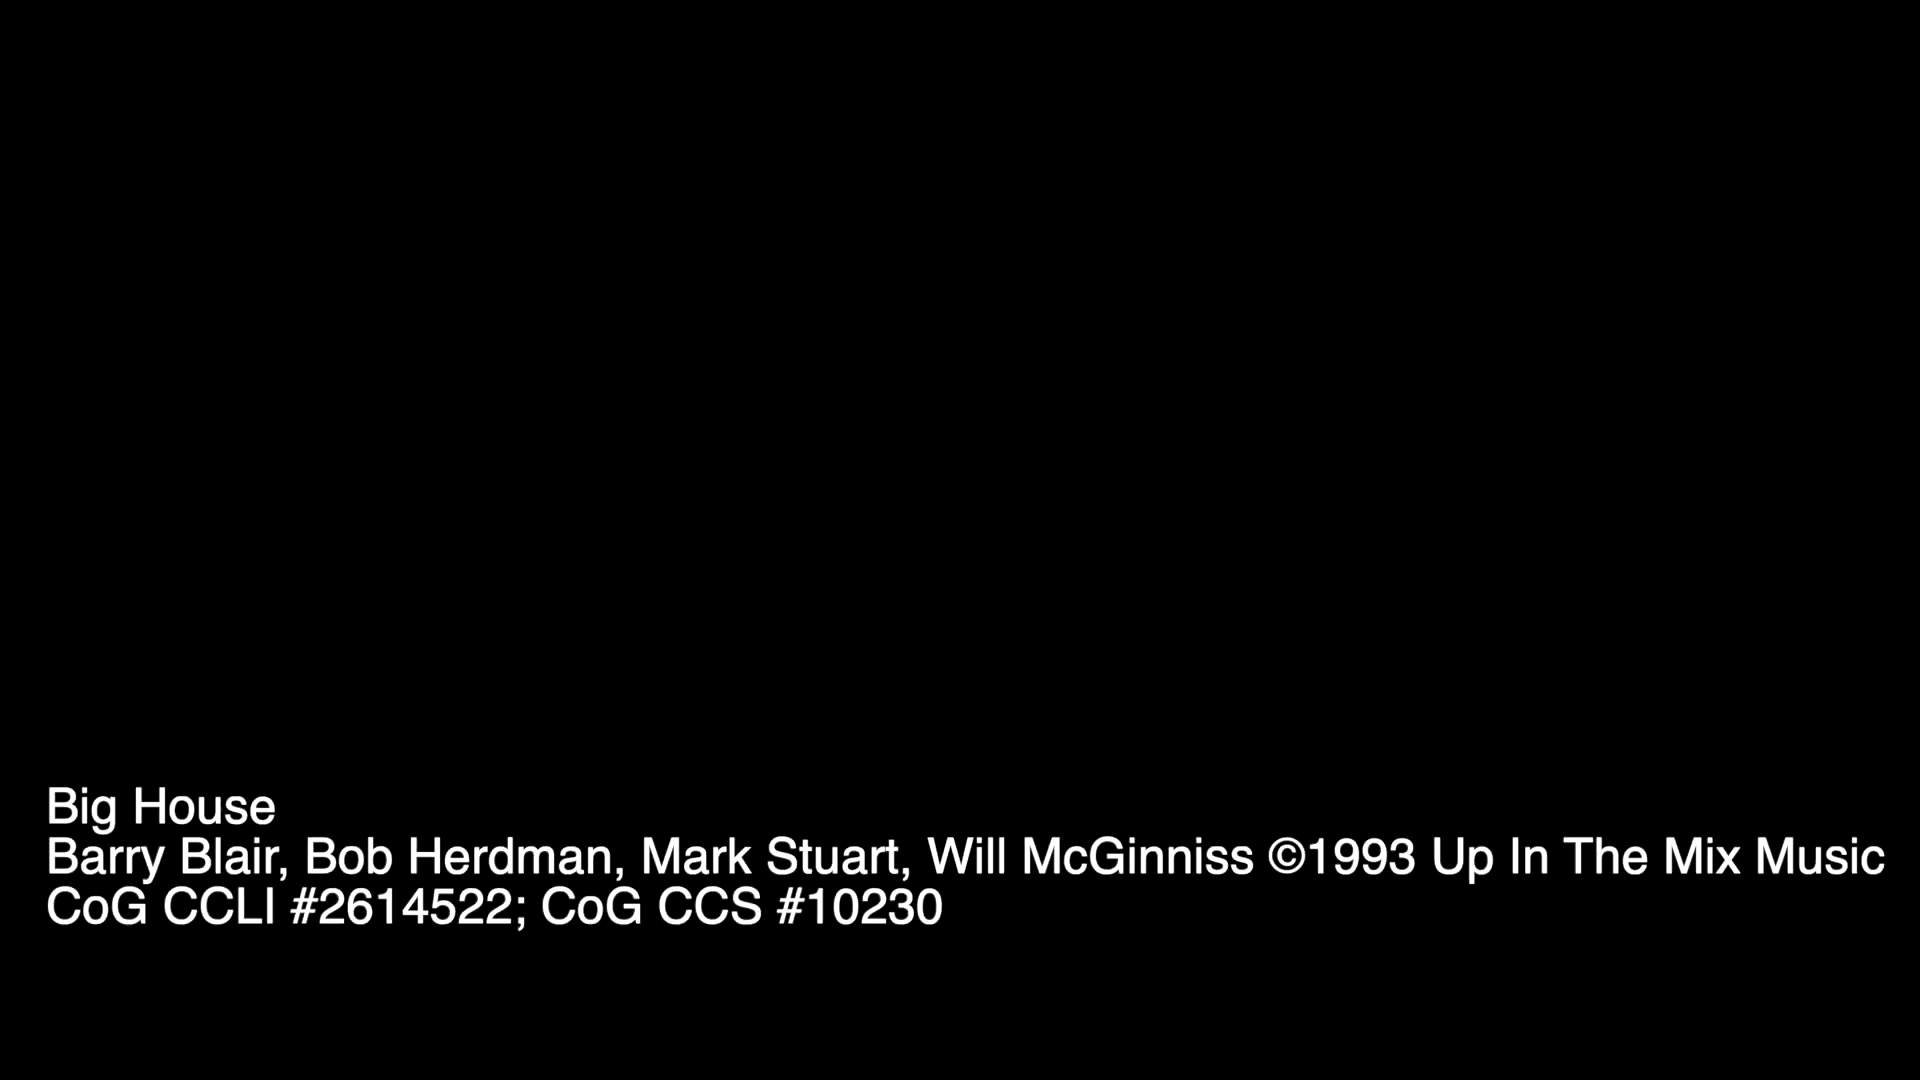 Big House
Barry Blair, Bob Herdman, Mark Stuart, Will McGinniss ©1993 Up In The Mix Music
CoG CCLI #2614522; CoG CCS #10230